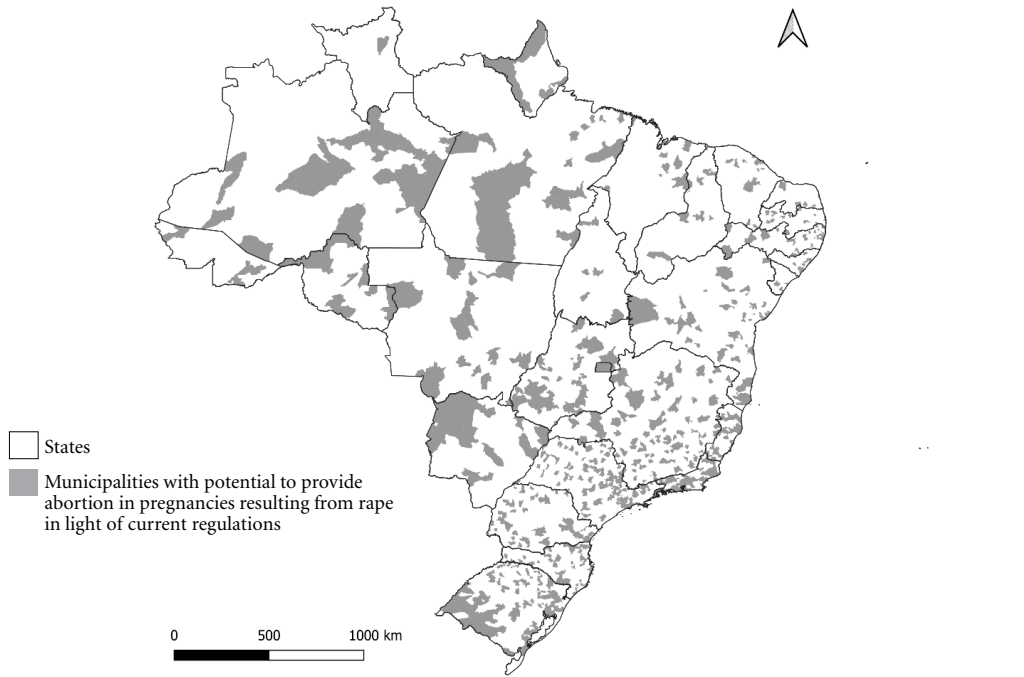 States
Municipalities with potential to provide
abortion in pregnancies resulting from rape
in light of current regulations
0 500 1000 km